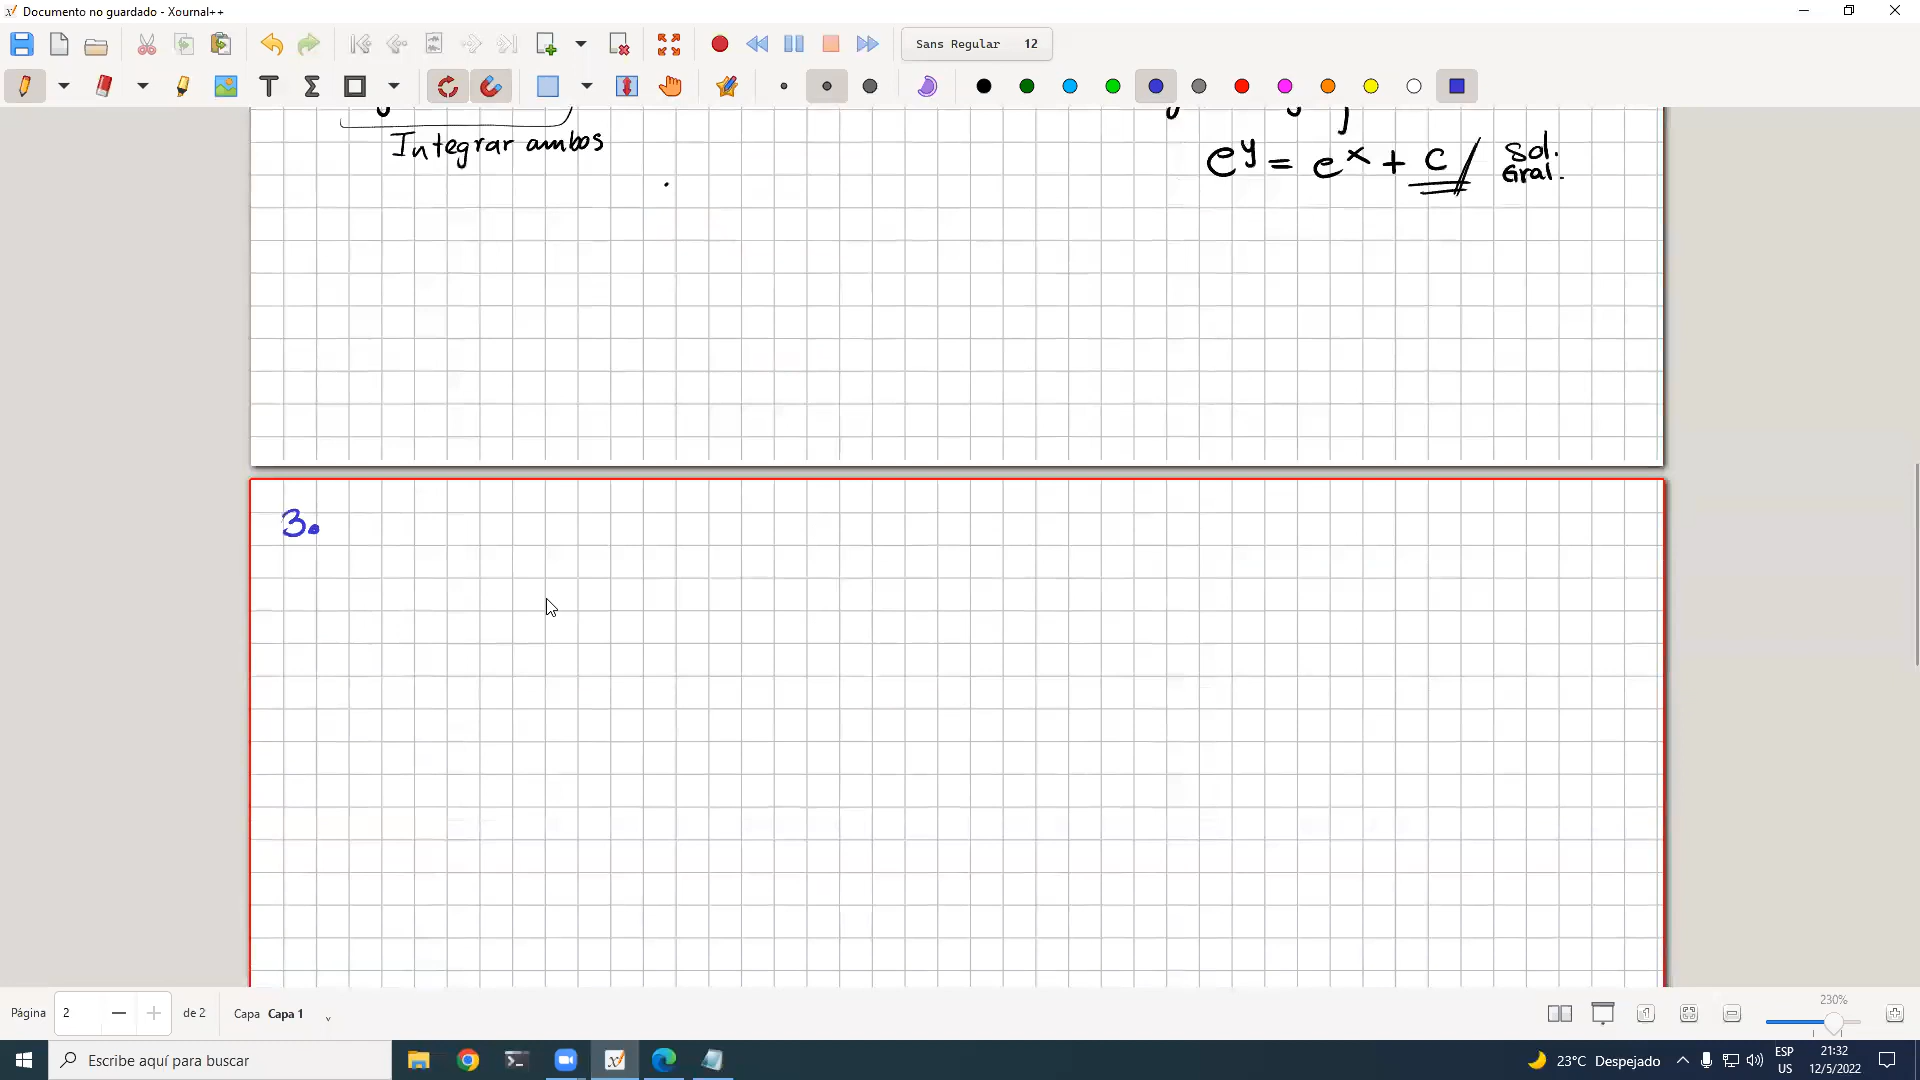 Documento no guardado - Xournal++
Sans Regular 12
Integrar ambos
e^y = e^x + c / Sol. Gral.
3.
Página 2 de 2 Capa Capa 1
230%
Escribe aquí para buscar
23°C Despejado
ESP
US
21:32
12/5/2022